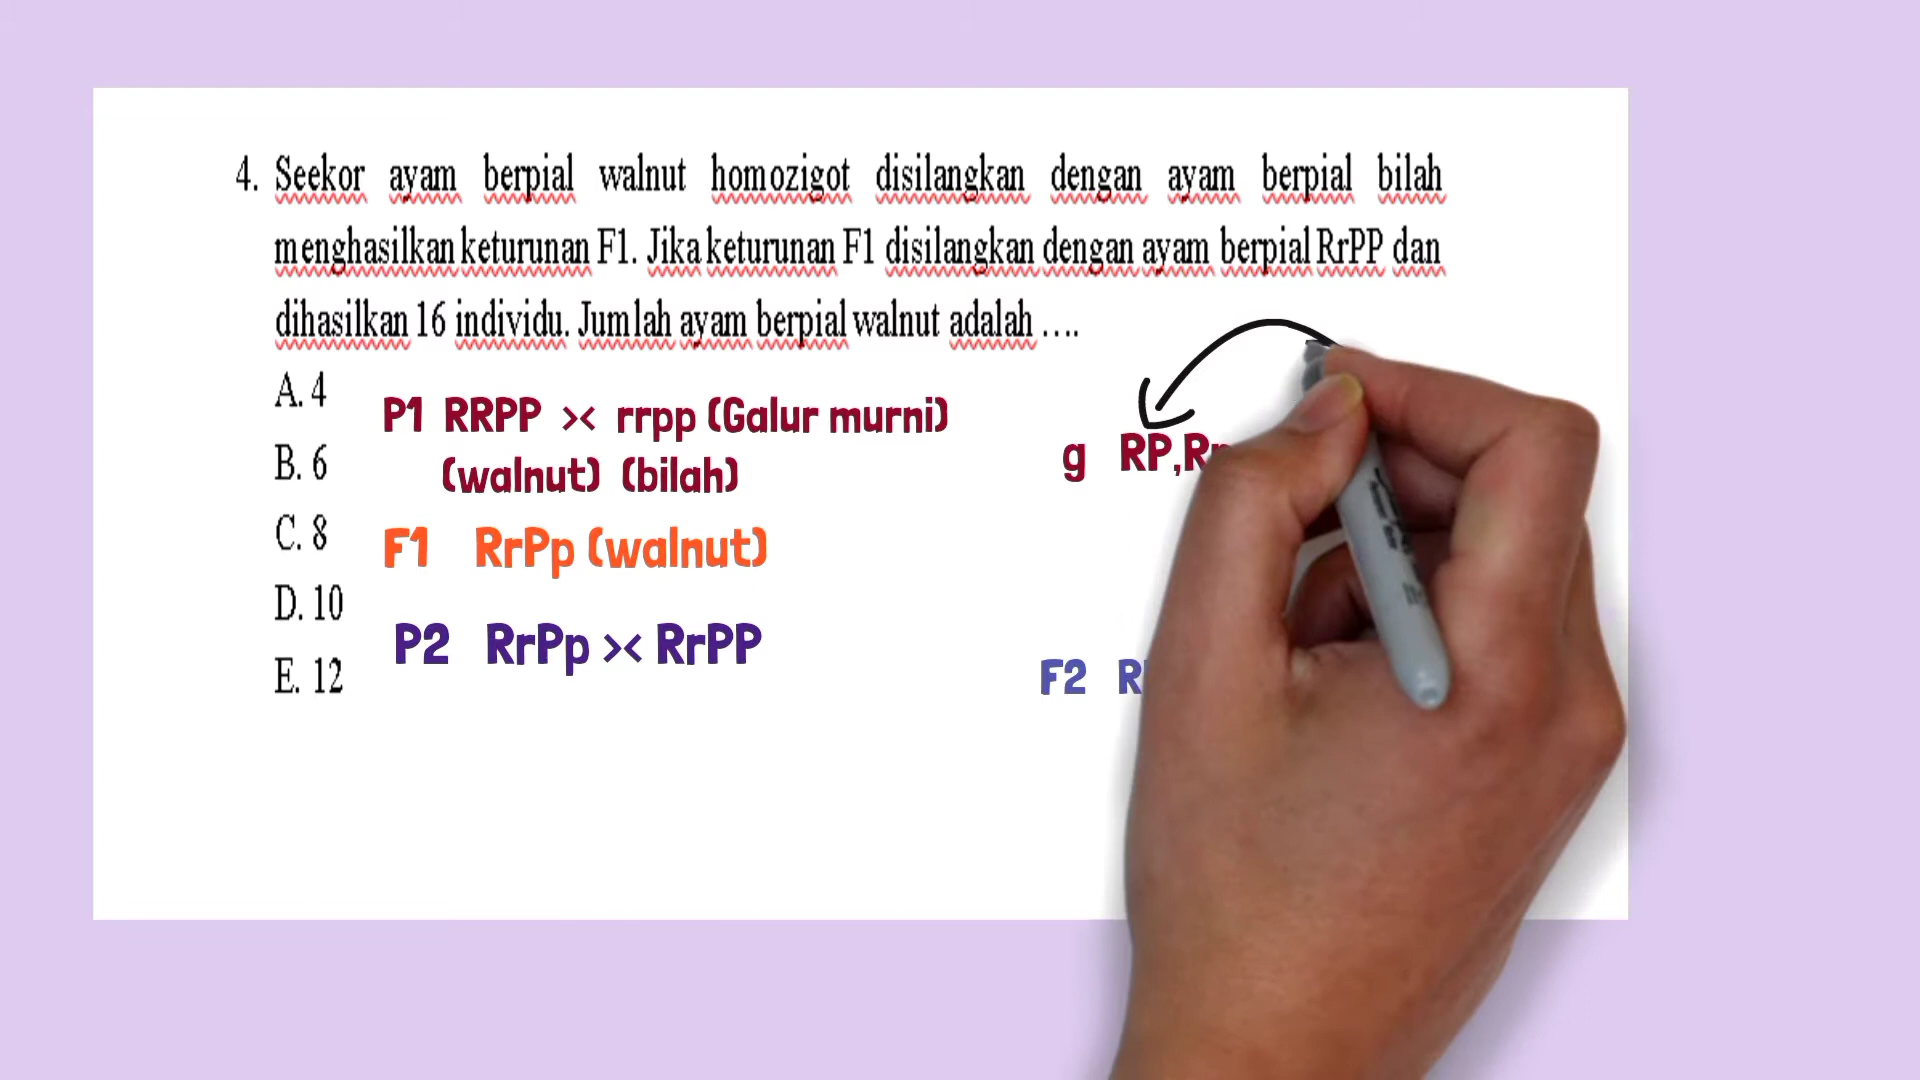 4. Seekor ayam berpial walnut homozigot disilangkan dengan ayam berpial bilah
menghasilkan keturunan F1. Jika keturunan F1 disilangkan dengan ayam berpial RrPP dan
dihasilkan 16 individu. Jumlah ayam berpial walnut adalah ....
A. 4
B. 6
C. 8
D. 10
E. 12
P1 RRPP >< rrpp (Galur murni)
(walnut) (bilah)
F1 RrPp (walnut)
P2 RrPp >< RrPP
g RP,
F2